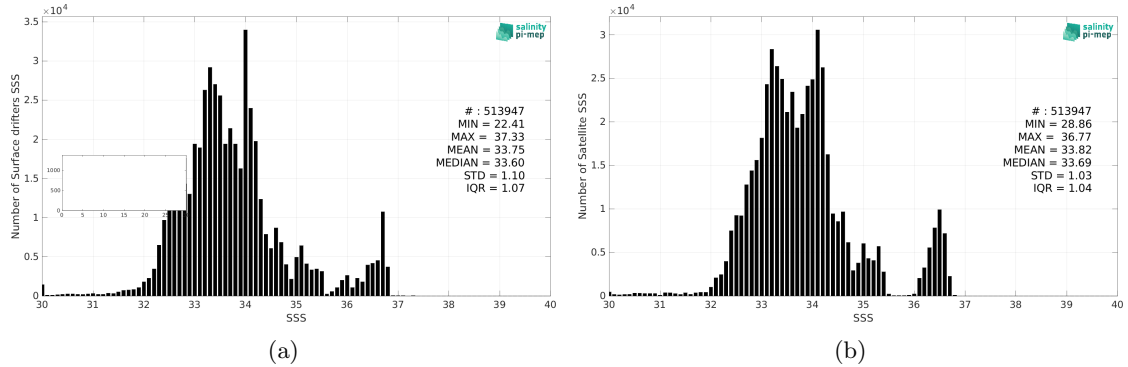 ×10⁴
3.5
3
2.5
2
1.5
1
0.5
0
Number of Surface drifters SSS
salinity
pi-mep
# : 513947
MIN = 22.41
MAX = 37.33
MEAN = 33.75
MEDIAN = 33.60
STD = 1.10
IQR = 1.07
1000
500
0
0 5 10 15 20 25
30 31 32 33 34 35 36 37 38 39 40
SSS
(a)
×10⁴
3
2.5
2
1.5
1
0.5
0
Number of Satellite SSS
salinity
pi-mep
# : 513947
MIN = 28.86
MAX = 36.77
MEAN = 33.82
MEDIAN = 33.69
STD = 1.03
IQR = 1.04
30 31 32 33 34 35 36 37 38 39 40
SSS
(b)